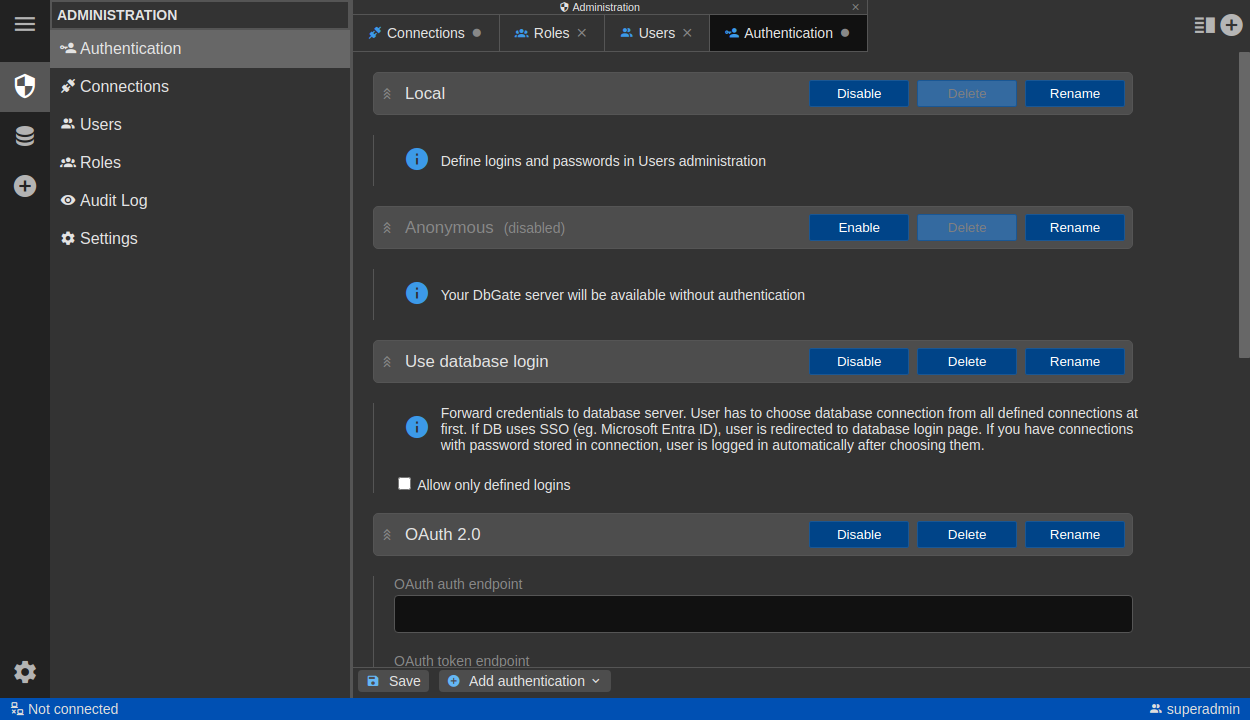 ADMINISTRATION
Authentication
Connections
Users
Roles
Audit Log
Settings
Administration
Connections
Roles
Users
Authentication
Local
Disable
Delete
Rename
Define logins and passwords in Users administration
Anonymous (disabled)
Enable
Delete
Rename
Your DbGate server will be available without authentication
Use database login
Disable
Delete
Rename
Forward credentials to database server. User has to choose database connection from all defined connections at
first. If DB uses SSO (eg. Microsoft Entra ID), user is redirected to database login page. If you have connections
with password stored in connection, user is logged in automatically after choosing them.
Allow only defined logins
OAuth 2.0
Disable
Delete
Rename
OAuth auth endpoint
OAuth token endpoint
Save
Add authentication
Not connected
superadmin